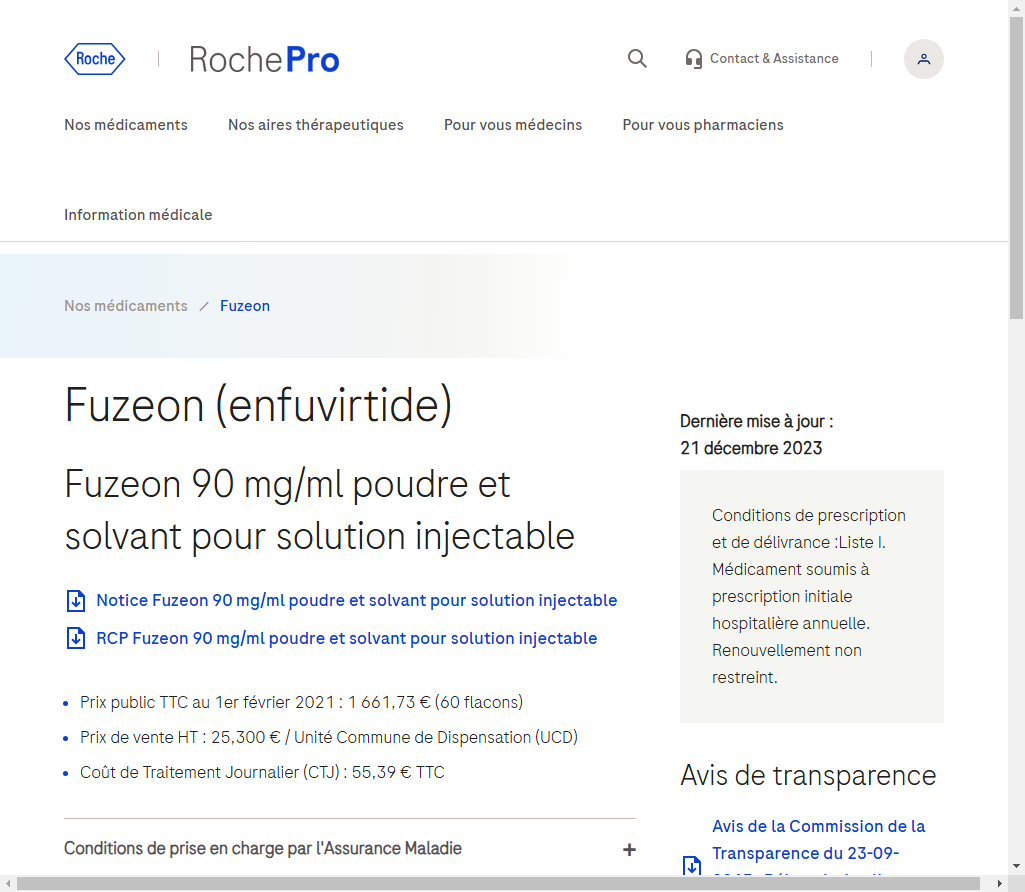 Roche
RochePro
Contact & Assistance
Nos médicaments
Nos aires thérapeutiques
Pour vous médecins
Pour vous pharmaciens
Information médicale
Nos médicaments / Fuzeon
Fuzeon (enfuvirtide)
Fuzeon 90 mg/ml poudre et
solvant pour solution injectable
Notice Fuzeon 90 mg/ml poudre et solvant pour solution injectable
RCP Fuzeon 90 mg/ml poudre et solvant pour solution injectable
• Prix public TTC au 1er février 2021 : 1 661,73 € (60 flacons)
• Prix de vente HT : 25,300 € / Unité Commune de Dispensation (UCD)
• Coût de Traitement Journalier (CTJ) : 55,39 € TTC
Conditions de prise en charge par l'Assurance Maladie
Dernière mise à jour :
21 décembre 2023
Conditions de prescription
et de délivrance :Liste I.
Médicament soumis à
prescription initiale
hospitalière annuelle.
Renouvellement non
restreint.
Avis de transparence
Avis de la Commission de la
Transparence du 23-09-